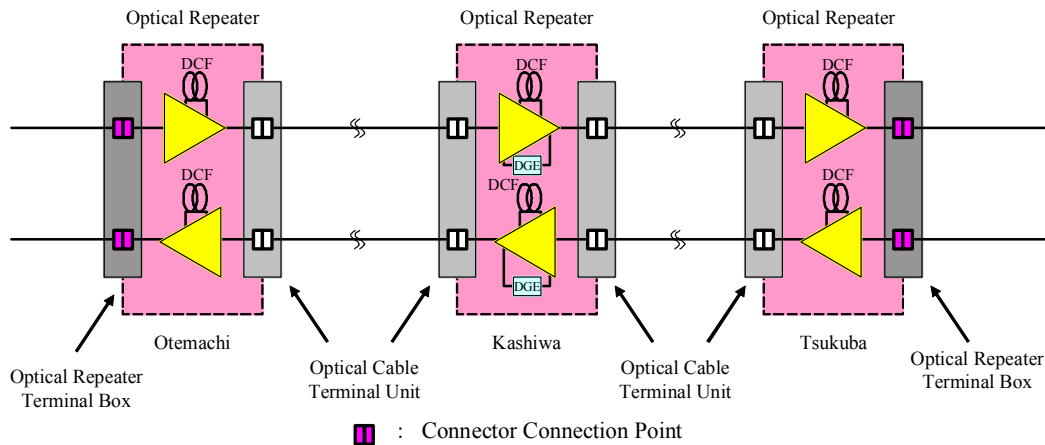 Optical Repeater
Optical Repeater
Optical Repeater
DCF
DCF
DCF
DGE
DCF
DCF
DCF
DGE
Otemachi
Kashiwa
Tsukuba
Optical Repeater
Terminal Box
Optical Cable
Terminal Unit
Optical Cable
Terminal Unit
Optical Repeater
Terminal Box
: Connector Connection Point